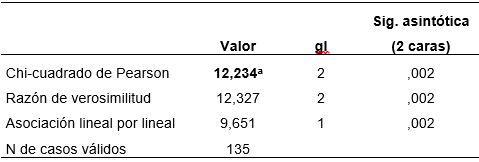 Valor gl Sig. asintótica (2 caras)
Chi-cuadrado de Pearson 12,234ª 2 ,002
Razón de verosimilitud 12,327 2 ,002
Asociación lineal por lineal 9,651 1 ,002
N de casos válidos 135